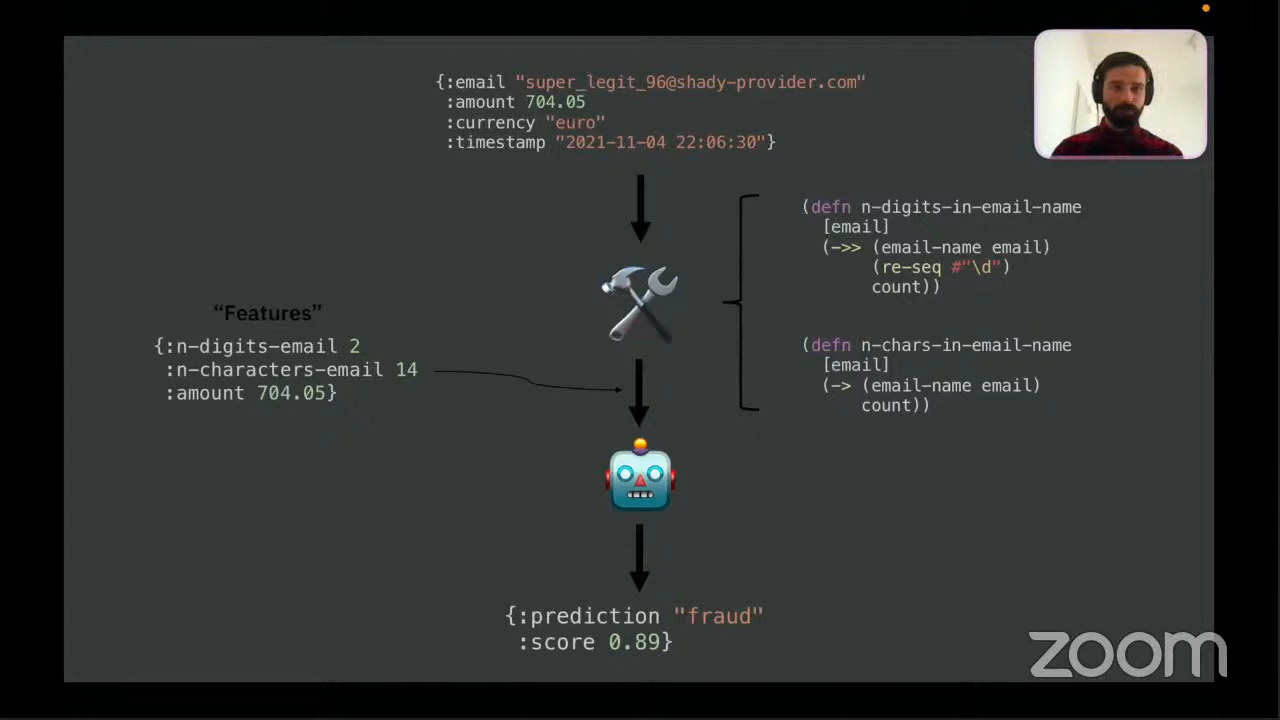 {:email "super_legit_96@shady-provider.com"
:amount 704.05
:currency "euro"
:timestamp "2021-11-04 22:06:30"}
(defn n-digits-in-email-name
[email]
(->> (email-name email)
(re-seq #"\d")
count))
“Features”
{:n-digits-email 2
:n-characters-email 14
:amount 704.05}
(defn n-chars-in-email-name
[email]
(-> (email-name email)
count))
{:prediction "fraud"
:score 0.89}
zoom